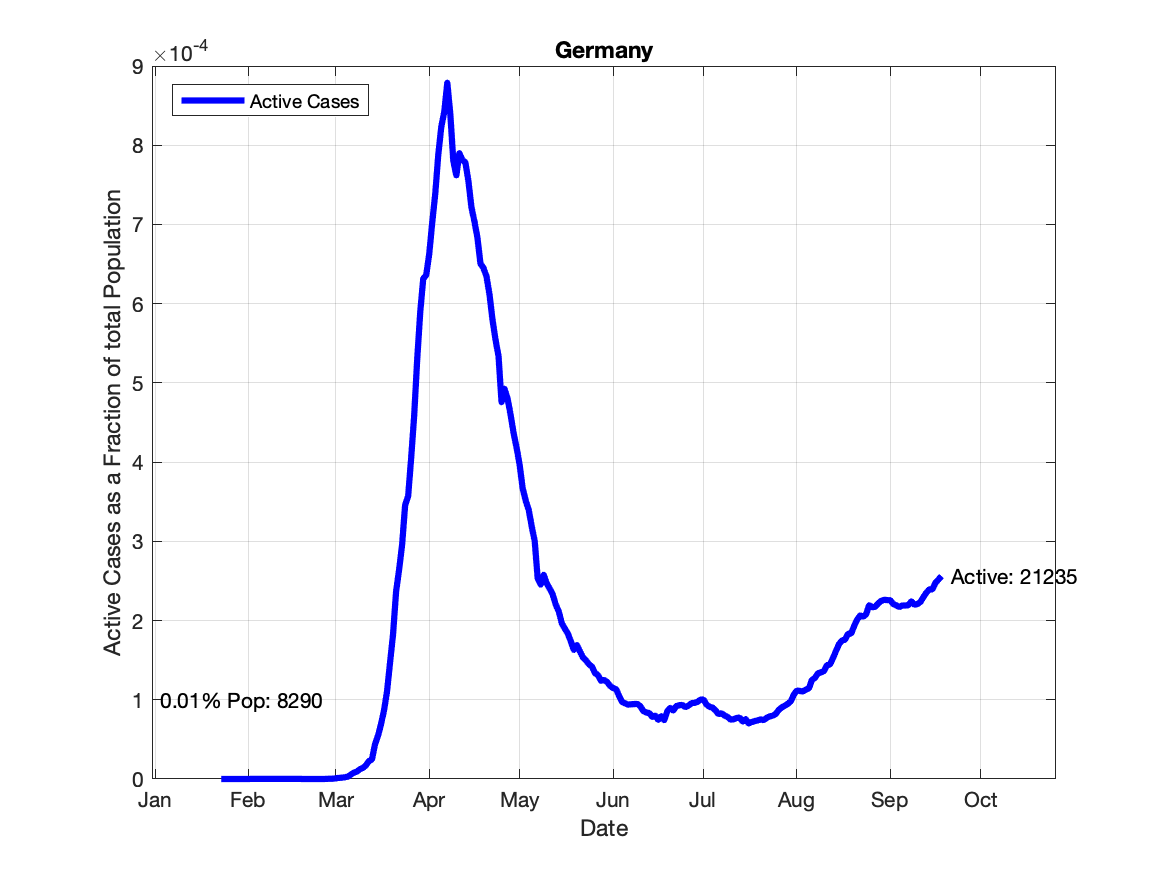 Germany
×10-4
Active Cases
9
8
7
6
5
4
3
2
1
0
Active Cases as a Fraction of total Population
0.01% Pop: 8290
Active: 21235
Jan Feb Mar Apr May Jun Jul Aug Sep Oct
Date